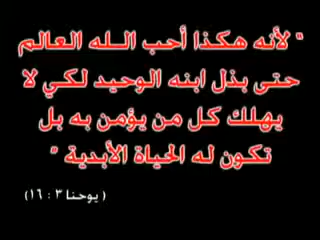 " لأنه هكذا أحب الله العالم
حتى بذل ابنه الوحيد لكي لا
يهلك كل من يؤمن به بل
تكون له الحياة الأبدية "
( يوحنا ٣ : ١٦)